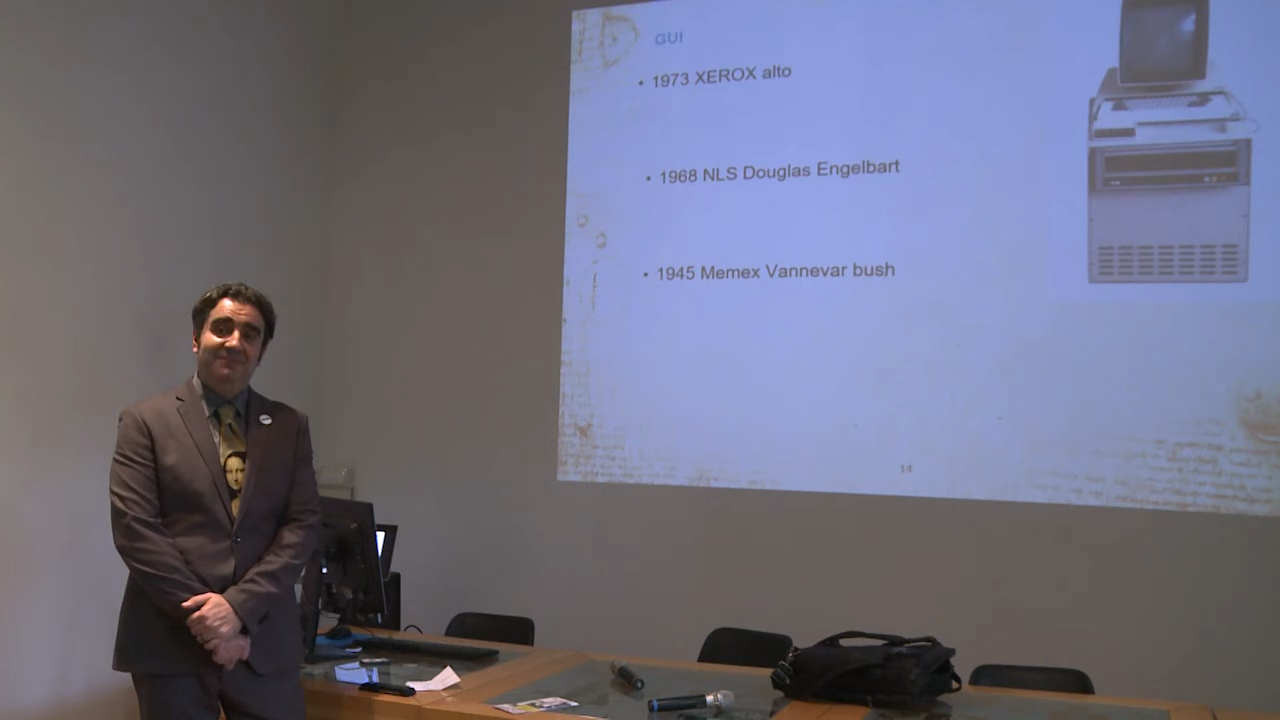 GUI
• 1973 XEROX alto
• 1968 NLS Douglas Engelbart
• 1945 Memex Vannevar bush
14